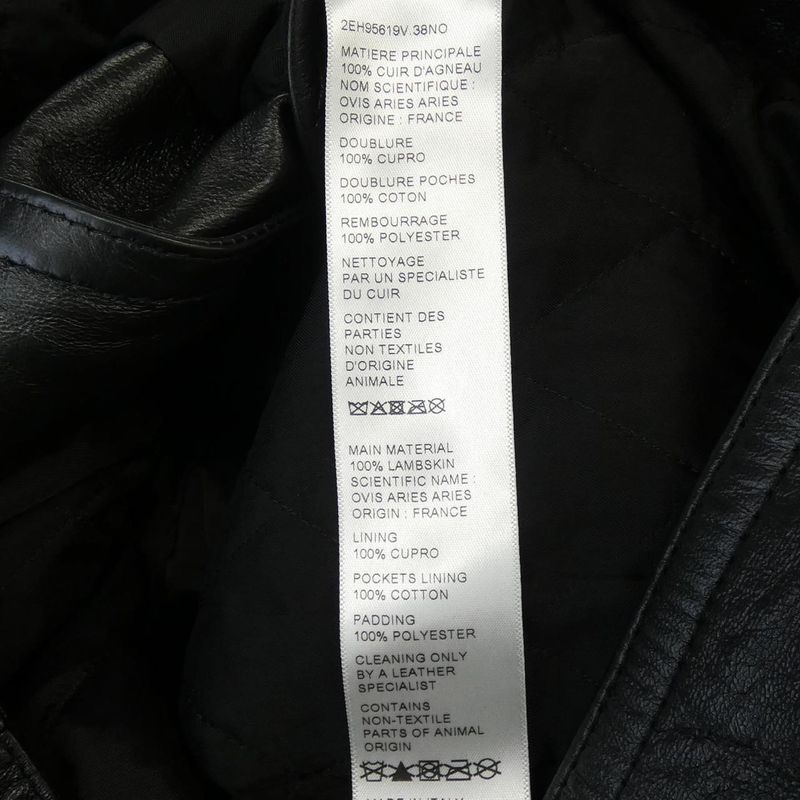 2EH95619V.38NO
MATIERE PRINCIPALE
100% CUIR D'AGNEAU
NOM SCIENTIFIQUE :
OVIS ARIES ARIES
ORIGINE : FRANCE
DOUBLURE
100% CUPRO
DOUBLURE POCHES
100% COTON
REMBOURRAGE
100% POLYESTER
NETTOYAGE
PAR UN SPECIALISTE
DU CUIR
CONTIENT DES
PARTIES
NON TEXTILES
D'ORIGINE
ANIMALE
MAIN MATERIAL
100% LAMBSKIN
SCIENTIFIC NAME :
OVIS ARIES ARIES
ORIGIN : FRANCE
LINING
100% CUPRO
POCKETS LINING
100% COTTON
PADDING
100% POLYESTER
CLEANING ONLY
BY A LEATHER
SPECIALIST
CONTAINS
NON-TEXTILE
PARTS OF ANIMAL
ORIGIN
MADE IN ITALY